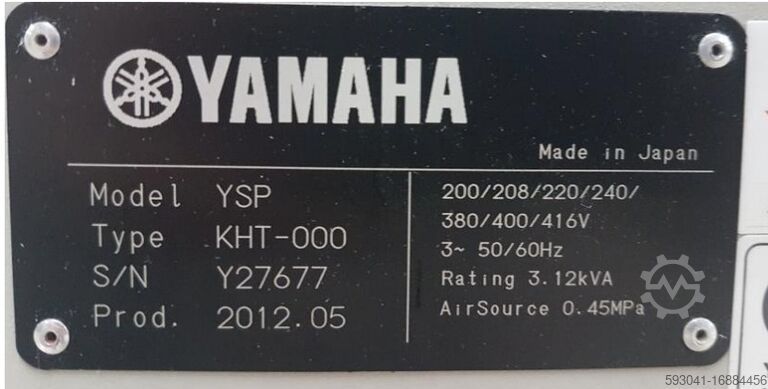 YAMAHA
Made in Japan
Model YSP
Type KHT-000
S/N Y27677
Prod. 2012.05
200/208/220/240/
380/400/416V
3~ 50/60Hz
Rating 3.12kVA
AirSource 0.45MPa
593041-16884456